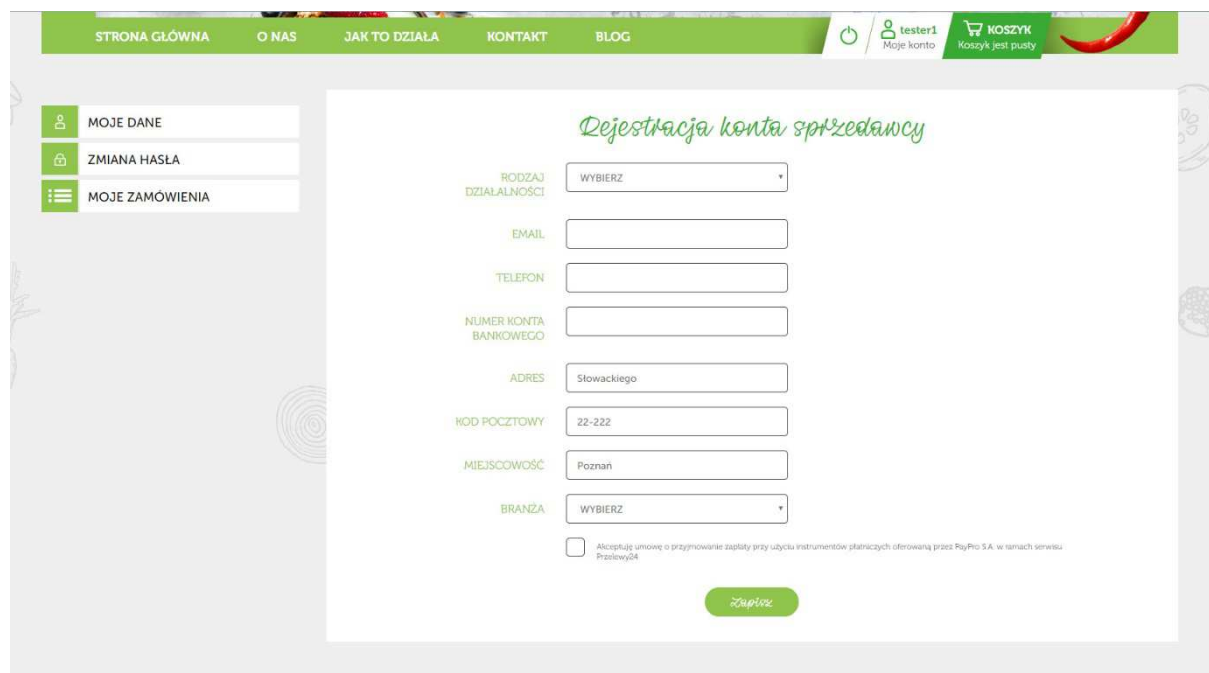 STRONA GŁÓWNA O NAS JAK TO DZIAŁA KONTAKT BLOG
tester1
Moje konto
KOSZYK
Koszyk jest pusty
MOJE DANE
ZMIANA HASŁA
MOJE ZAMÓWIENIA
Rejestracja konta sprzedawcy
RODZAJ
DZIAŁALNOŚCI
WYBIERZ
EMAIL
TELEFON
NUMER KONTA
BANKOWEGO
ADRES Słowackiego
KOD POCZTOWY 22-222
MIEJSCOWOŚĆ Poznań
BRANŻA WYBIERZ
Akceptuję umowę o przyjmowanie zapłaty przy użyciu instrumentów płatniczych oferowaną przez PayPro S.A. w ramach serwisu
Przelewy24
Zapisz